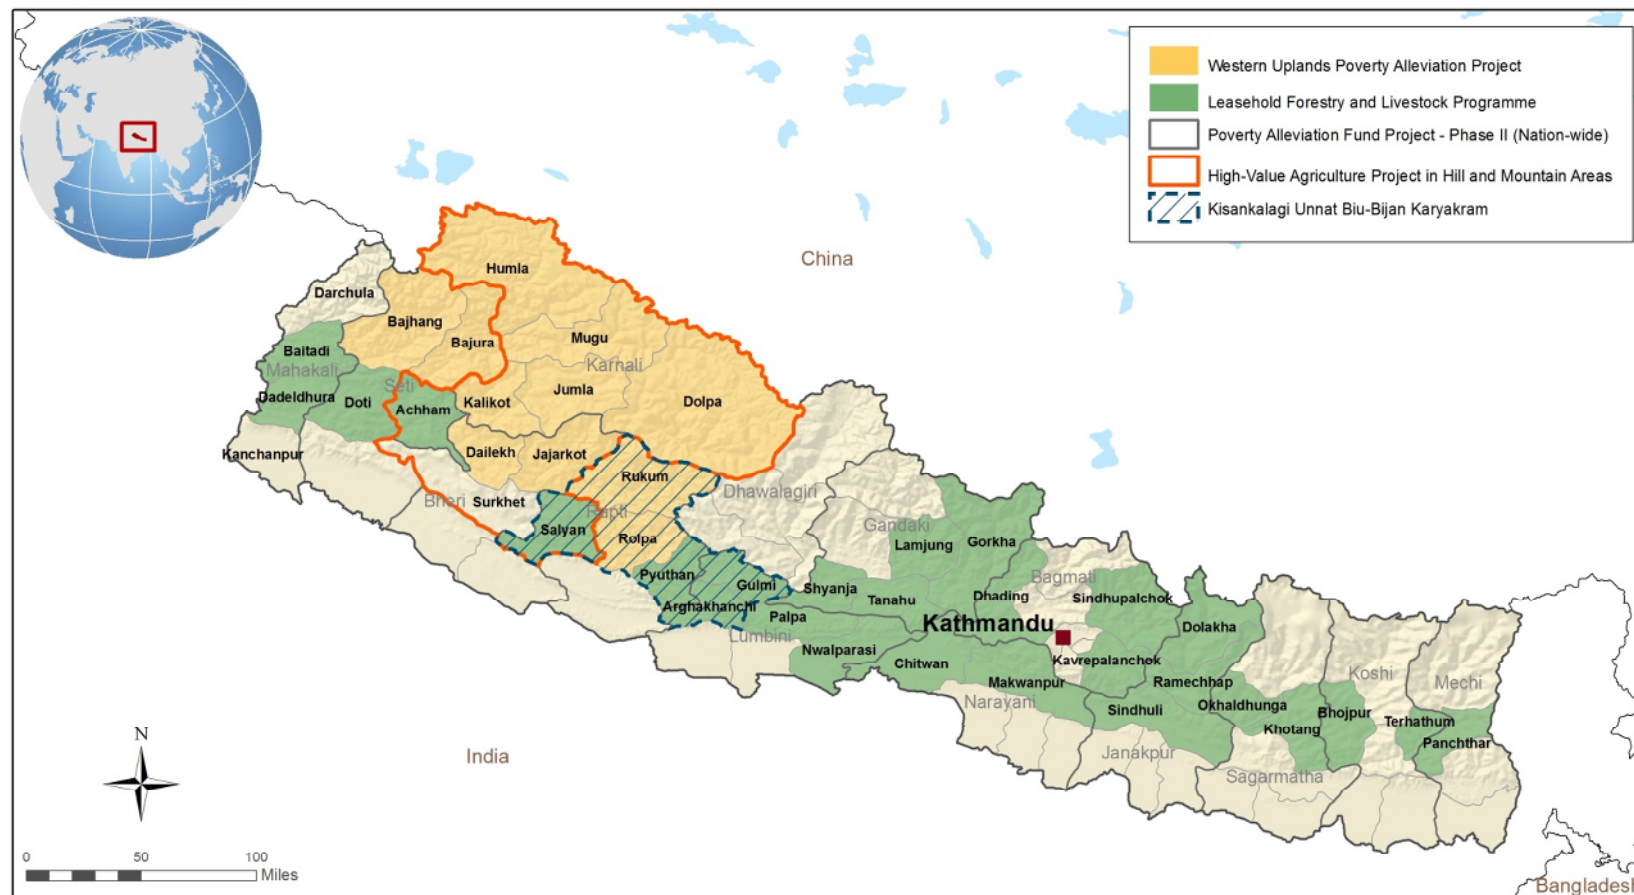 Western Uplands Poverty Alleviation Project
Leasehold Forestry and Livestock Programme
Poverty Alleviation Fund Project - Phase II (Nation-wide)
High-Value Agriculture Project in Hill and Mountain Areas
Kisankalagi Unnat Biu-Bijan Karyakram
China
Humla
Darchula
Bajhang
Bajura
Mugu
Karnali
Baitadi
Mahakali
Seti
Jumla
Dadeldhura
Doti
Achham
Kalikot
Dolpa
Kanchanpur
Dailekh
Jajarkot
Rukum
Dhawalagiri
Bheri
Surkhet
Rapti
Salyan
Rolpa
Gandaki
Lamjung
Gorkha
Pyuthan
Gulmi
Shyanja
Bagmati
Dhading
Sindhupalchok
Arghakhanchi
Tanahu
Palpa
Kathmandu
Dolakha
Lumbini
Nwalparasi
Chitwan
Kavrepalanchok
Koshi
Mechi
Makwanpur
Ramechhap
Narayani
Sindhuli
Okhaldhunga
Bhojpur
Khotang
Terhathum
Panchthar
Janakpur
Sagarmatha
India
N
0 50 100
Miles
Bangladesh